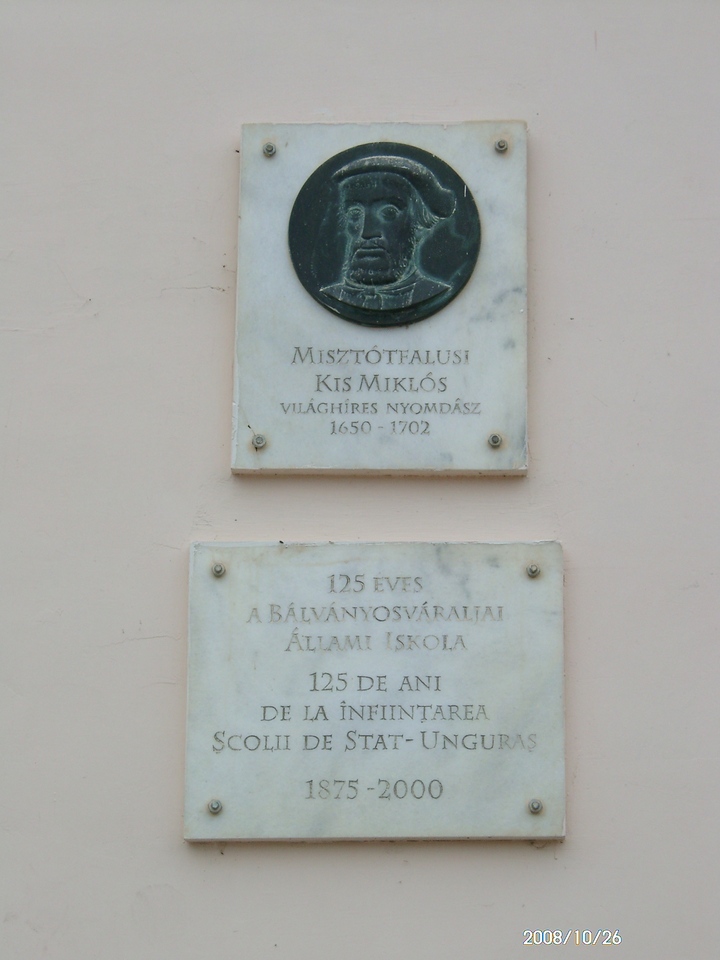 MISZTÓTFALUSI
KIS MIKLÓS
VILÁGHÍRES NYOMDÁSZ
1650 - 1702
125 ÉVES
A BÁLVÁNYOSVÁRALJAI
ÁLLAMI ISKOLA
125 DE ANI
DE LA ÎNFIINȚAREA
ȘCOLII DE STAT-UNGURAȘ
1875-2000
2008/10/26